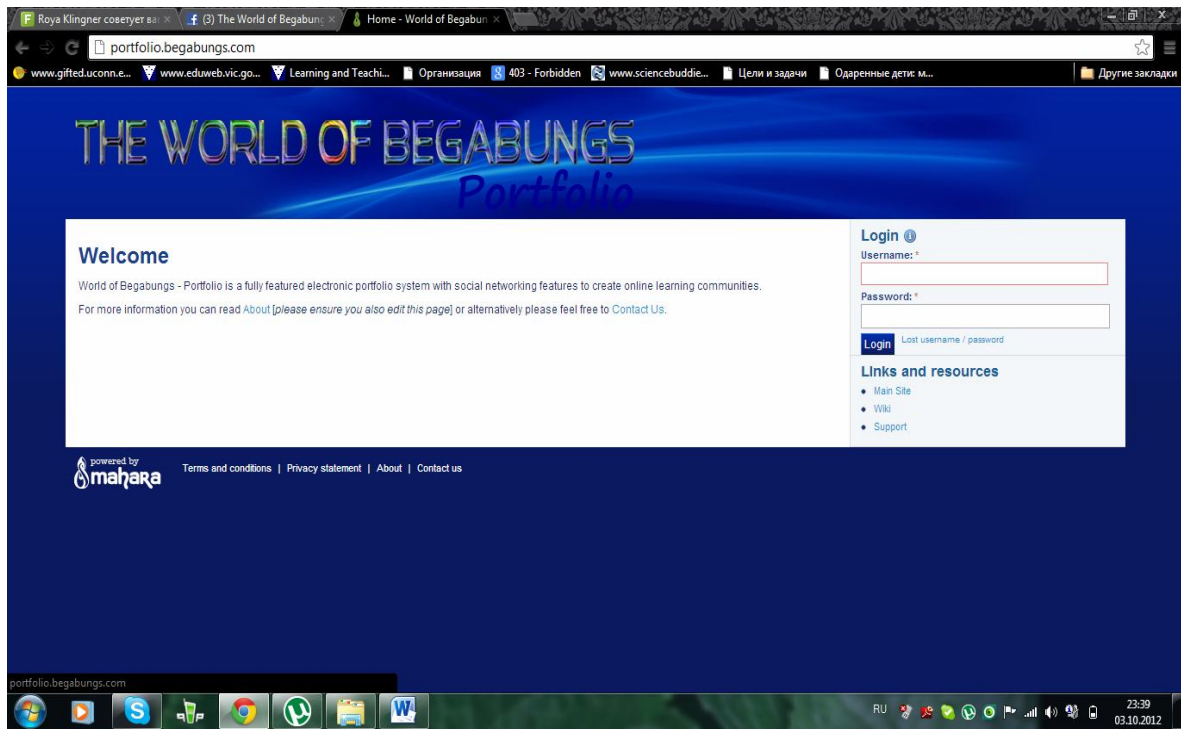 Roya Klingner советует ва
(3) The World of Begabung
Home - World of Begabun
portfolio.begabungs.com
www.gifted.uconn.e...
www.eduweb.vic.go...
Learning and Teachi...
Организация
403 - Forbidden
www.sciencebuddie...
Цели и задачи
Одаренные дети: м...
Другие закладки
THE WORLD OF BEGABUNGS
Portfolio
Welcome
World of Begabungs - Portfolio is a fully featured electronic portfolio system with social networking features to create online learning communities.
For more information you can read About [please ensure you also edit this page] or alternatively please feel free to Contact Us.
Login
Username: *
Password: *
Login Lost username / password
Links and resources
Main Site
Wiki
Support
powered by
mahara
Terms and conditions | Privacy statement | About | Contact us
portfolio.begabungs.com
RU
23:39
03.10.2012